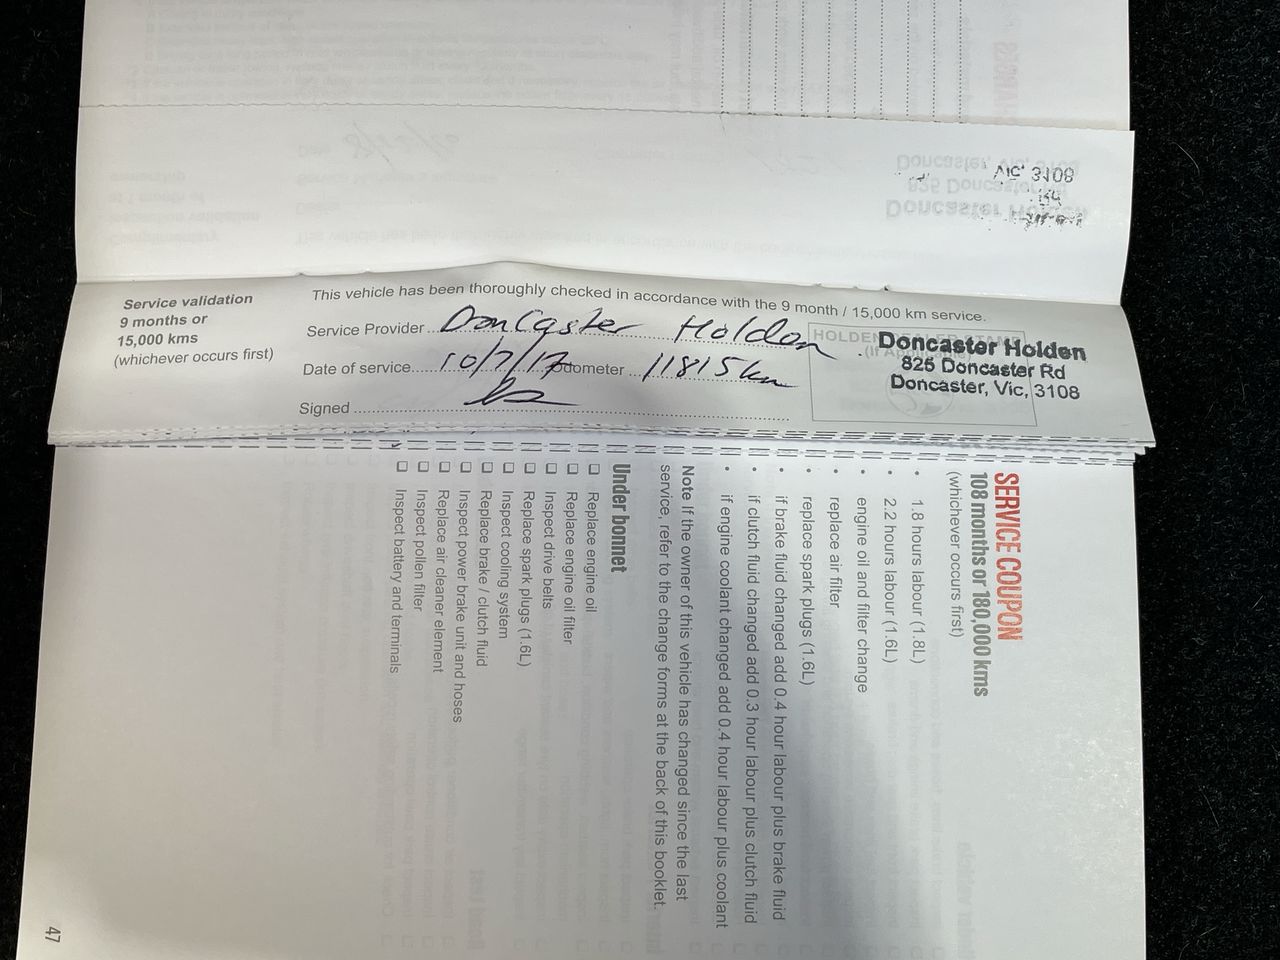 Service validation
9 months or
15,000 kms
(whichever occurs first)
This vehicle has been thoroughly checked in accordance with the 9 month / 15,000 km service.
Service Provider Doncaster Holden
Date of service 10/7/17 odometer 11815 km
Signed
HOLDEN DEALER STAMP
(If Applicable)
Doncaster Holden
825 Doncaster Rd
Doncaster, Vic, 3108
SERVICE COUPON
108 months or 180,000 kms
(whichever occurs first)
• 1.8 hours labour (1.8L)
• 2.2 hours labour (1.6L)
• engine oil and filter change
• replace air filter
• replace spark plugs (1.6L)
• if brake fluid changed add 0.4 hour labour plus brake fluid
• if clutch fluid changed add 0.3 hour labour plus clutch fluid
• if engine coolant changed add 0.4 hour labour plus coolant
Note If the owner of this vehicle has changed since the last
service, refer to the change forms at the back of this booklet.
Under bonnet
☐ Replace engine oil
☐ Replace engine oil filter
☐ Inspect drive belts
☐ Replace spark plugs (1.6L)
☐ Inspect cooling system
☐ Replace brake / clutch fluid
☐ Inspect power brake unit and hoses
☐ Replace air cleaner element
☐ Inspect pollen filter
☐ Inspect battery and terminals
47